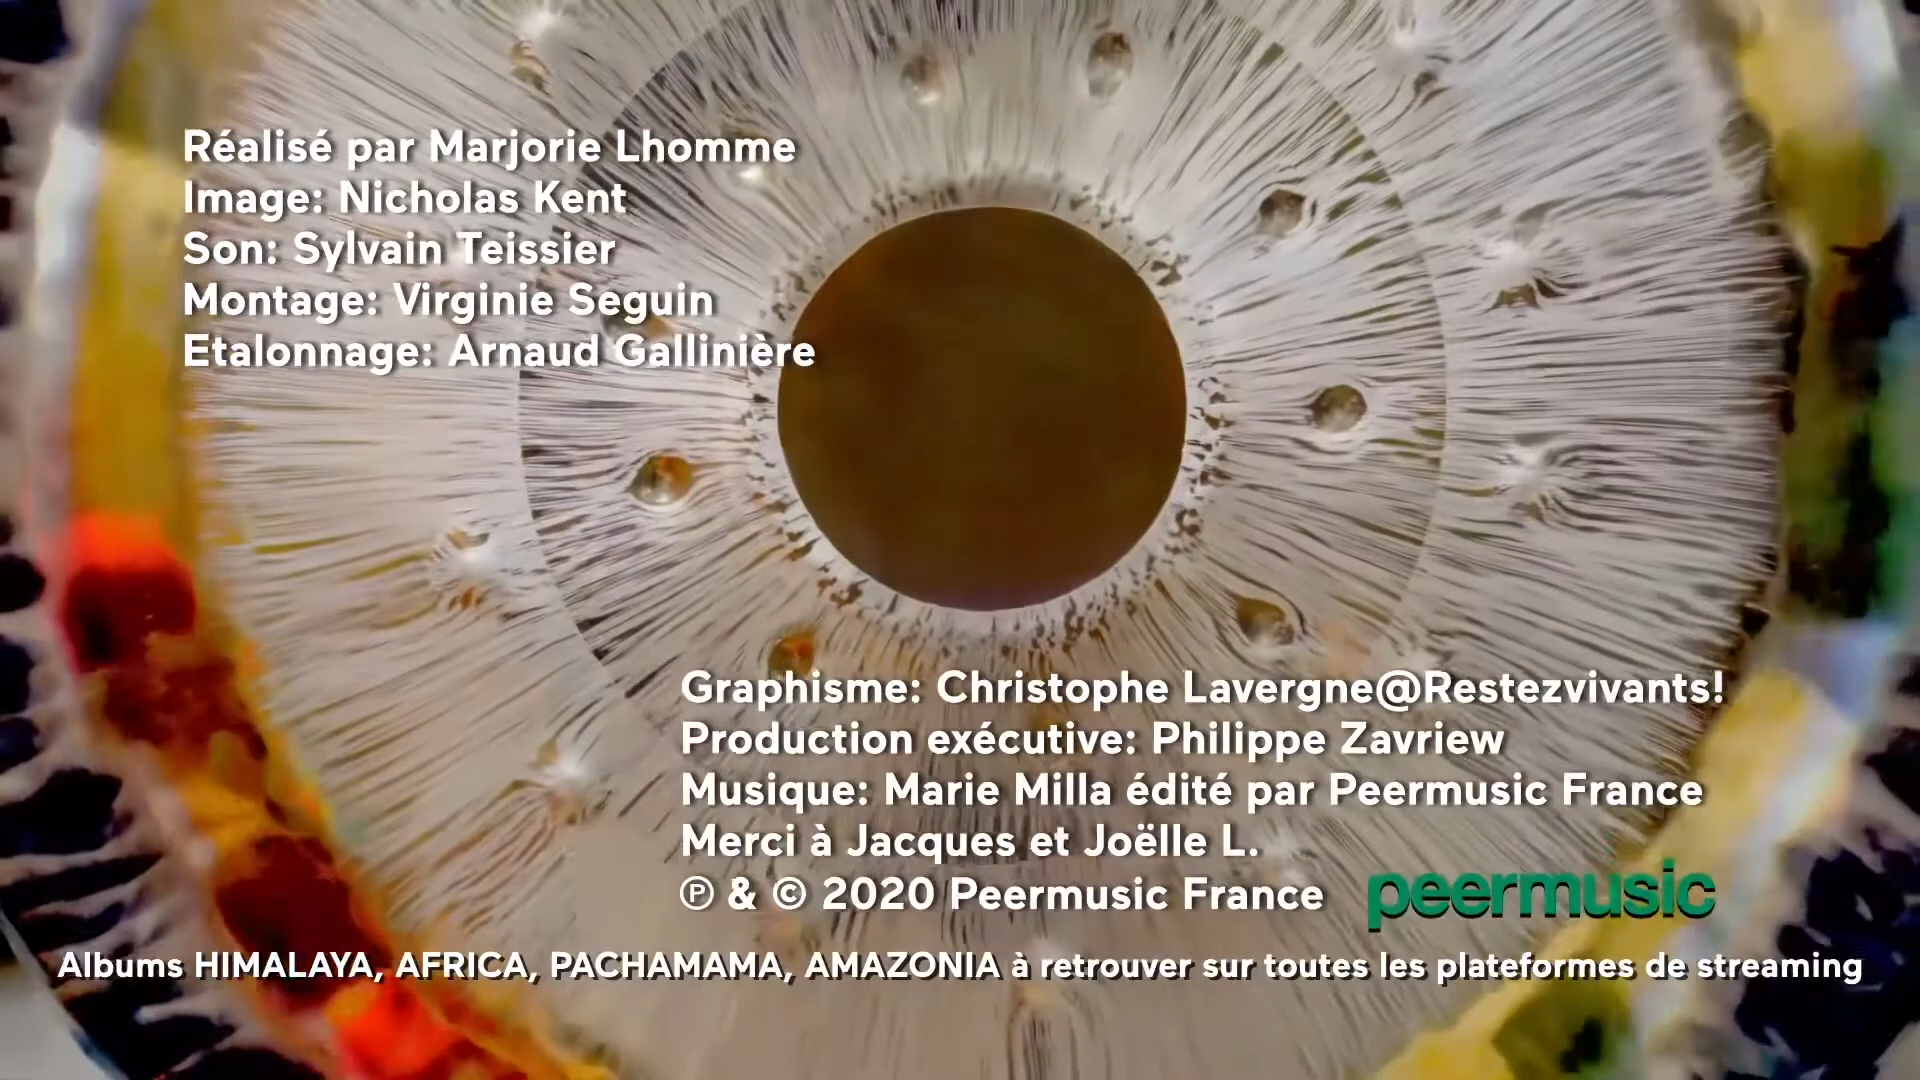 Réalisé par Marjorie Lhomme
Image: Nicholas Kent
Son: Sylvain Teissier
Montage: Virginie Seguin
Etalonnage: Arnaud Gallinière
Graphisme: Christophe Lavergne@Restezvivants!
Production exécutive: Philippe Zavriew
Musique: Marie Milla édité par Peermusic France
Merci à Jacques et Joëlle L.
℗ & © 2020 Peermusic France peermusic
Albums HIMALAYA, AFRICA, PACHAMAMA, AMAZONIA à retrouver sur toutes les plateformes de streaming